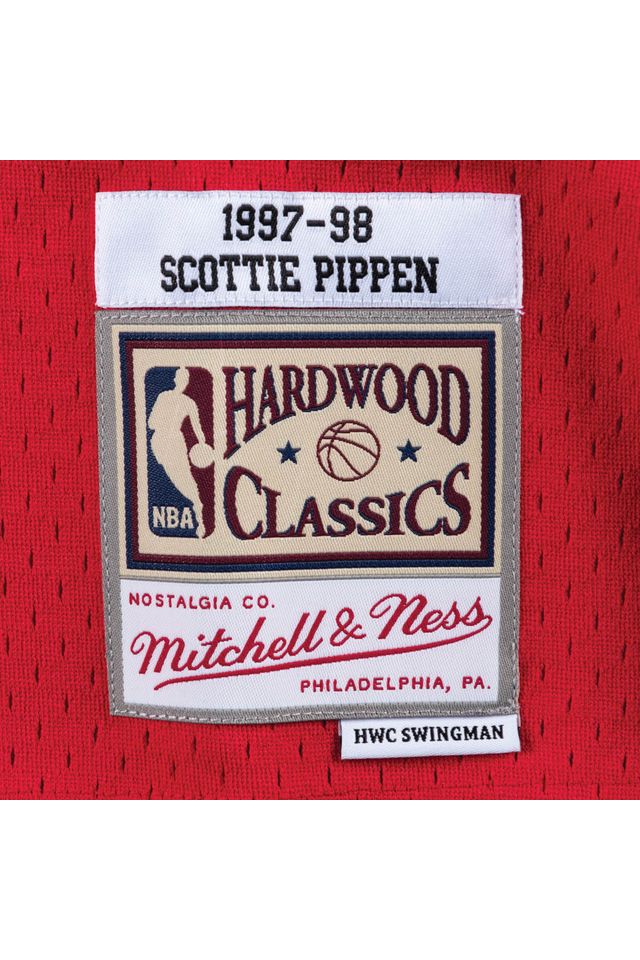 1997-98
SCOTTIE PIPPEN
HARDWOOD
CLASSICS
NBA
NOSTALGIA CO.
Mitchell & Ness
PHILADELPHIA, PA.
HWC SWINGMAN